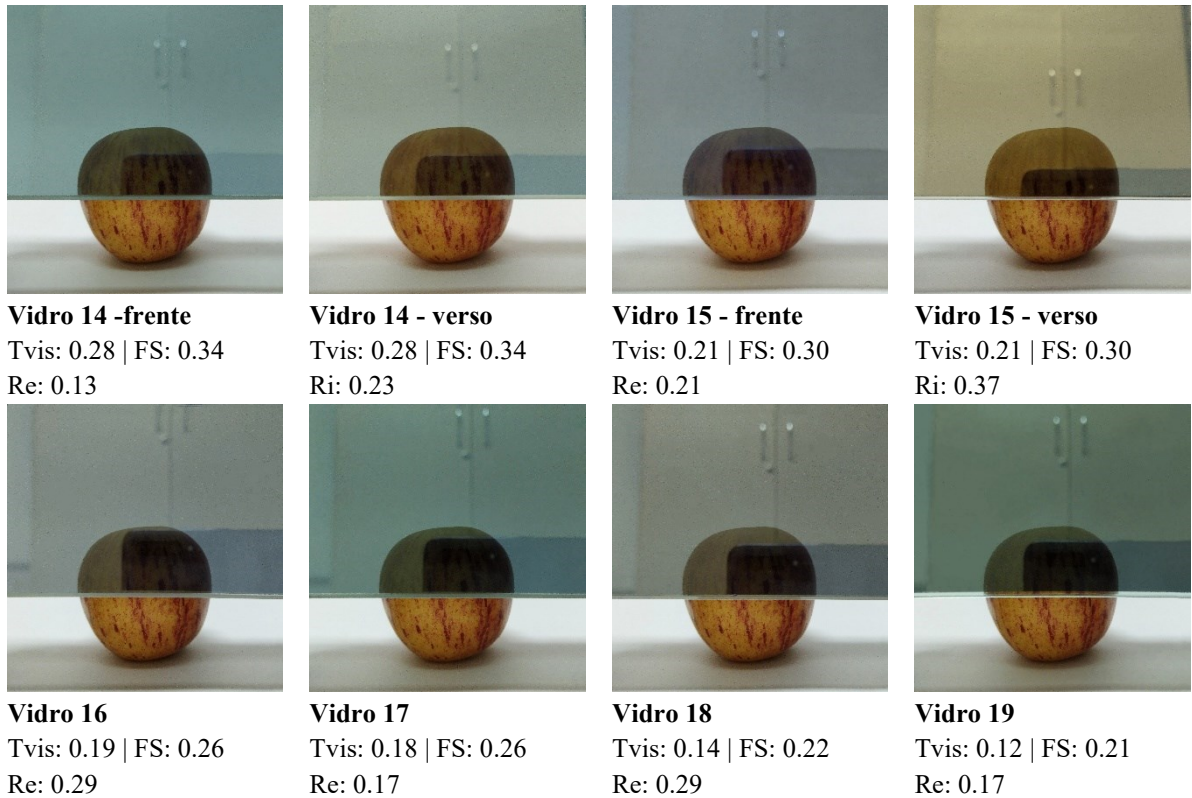 Vidro 14 -frente
Tvis: 0.28 | FS: 0.34
Re: 0.13
Vidro 14 - verso
Tvis: 0.28 | FS: 0.34
Ri: 0.23
Vidro 15 - frente
Tvis: 0.21 | FS: 0.30
Re: 0.21
Vidro 15 - verso
Tvis: 0.21 | FS: 0.30
Ri: 0.37
Vidro 16
Tvis: 0.19 | FS: 0.26
Re: 0.29
Vidro 17
Tvis: 0.18 | FS: 0.26
Re: 0.17
Vidro 18
Tvis: 0.14 | FS: 0.22
Re: 0.29
Vidro 19
Tvis: 0.12 | FS: 0.21
Re: 0.17